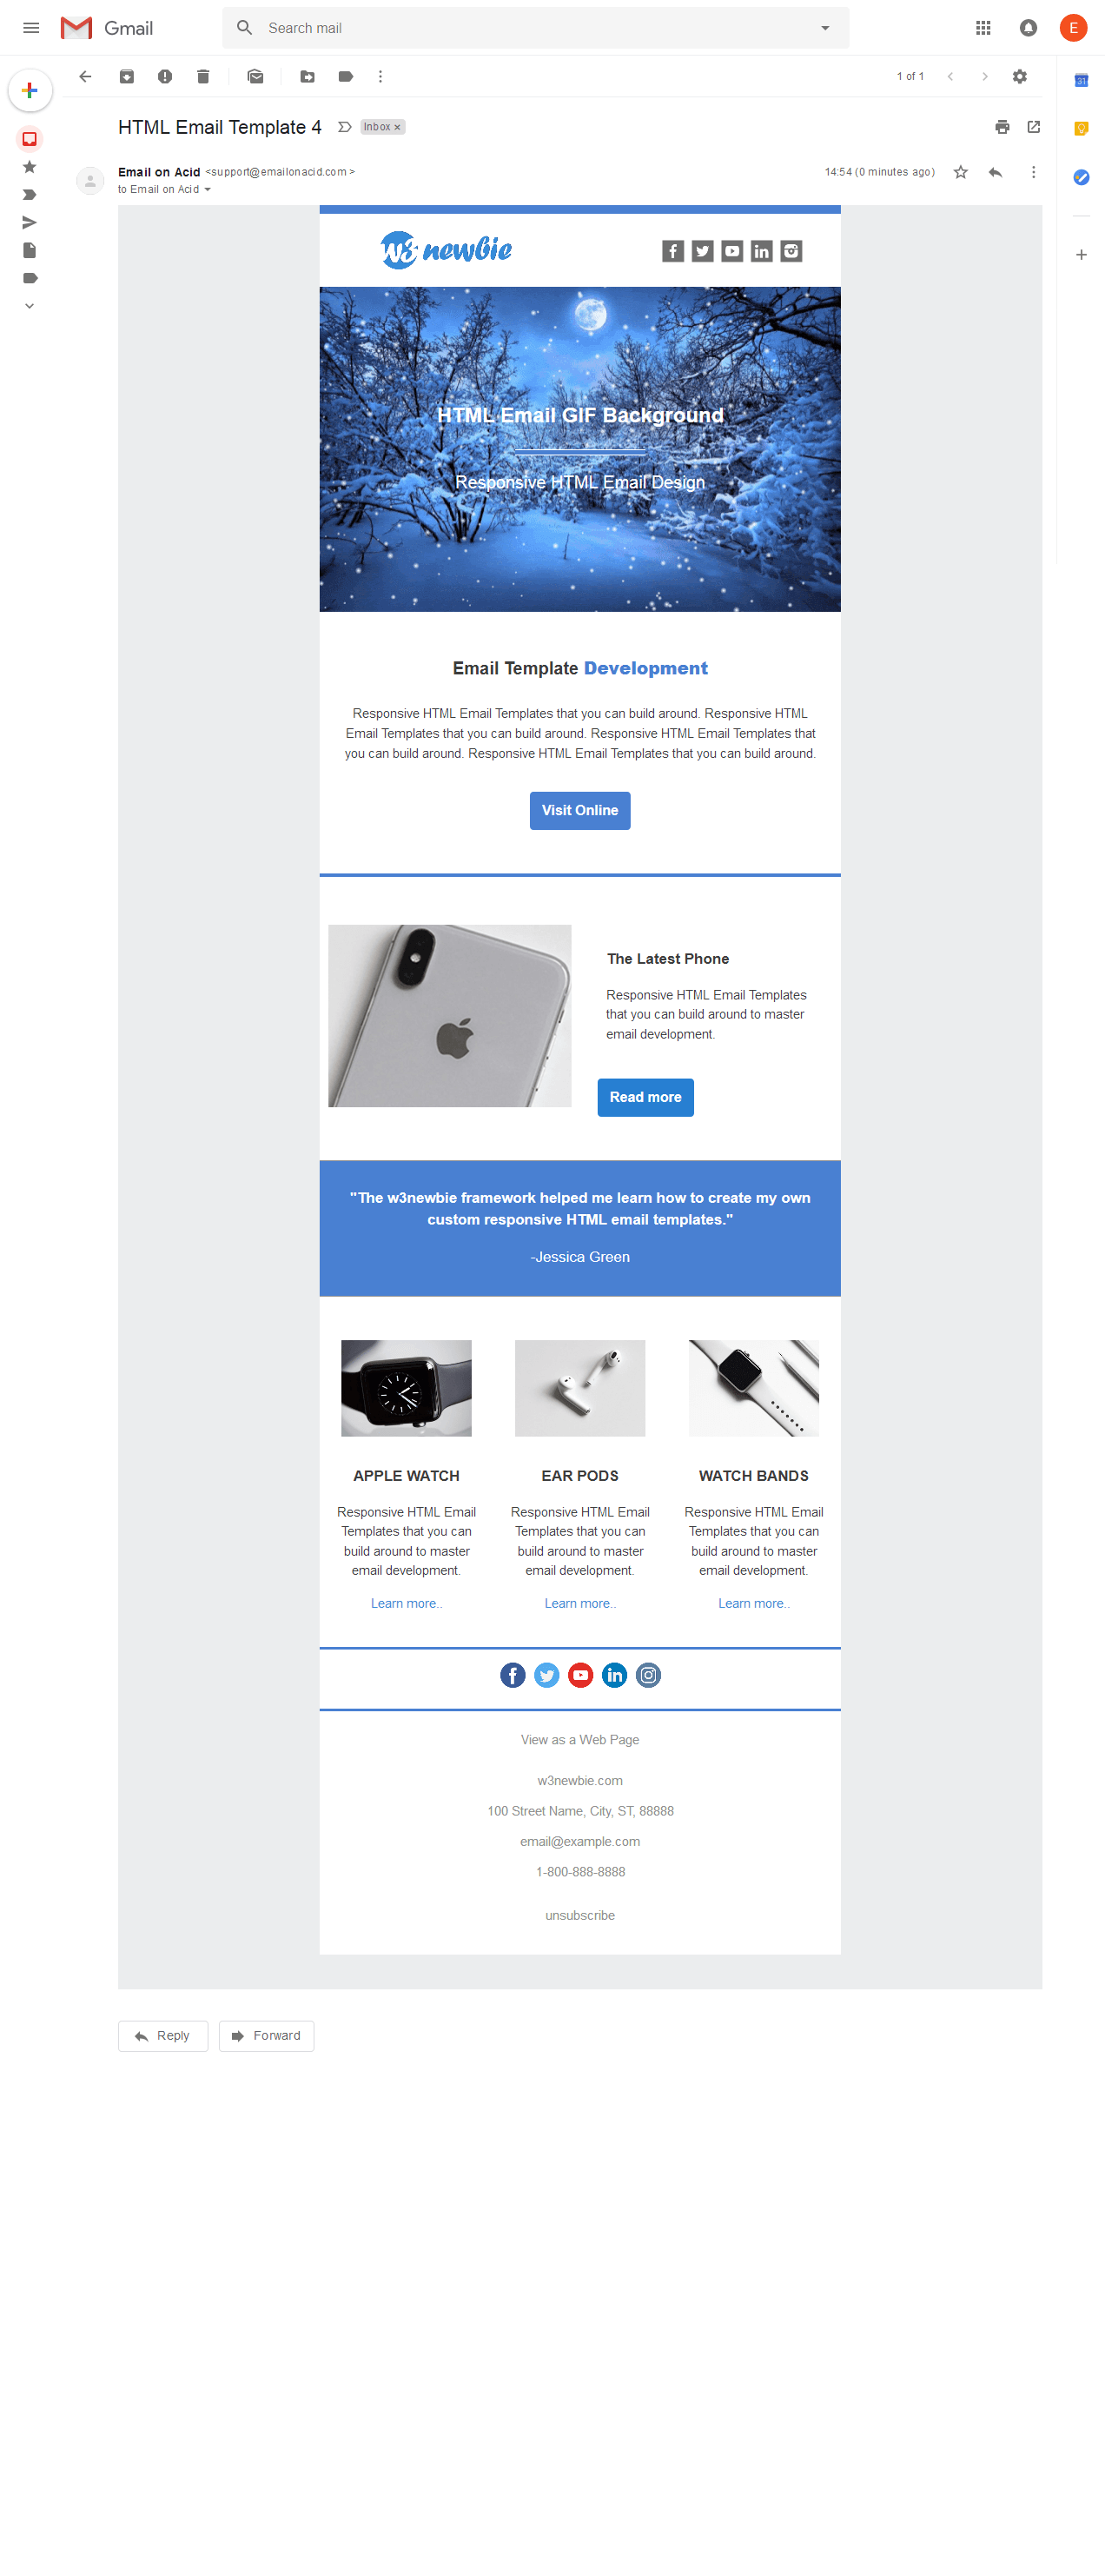 Gmail
Search mail
E
1 of 1
31
HTML Email Template 4
Inbox ×
Email on Acid <support@emailonacid.com >
14:54 (0 minutes ago)
to Email on Acid
W3 newbie
HTML Email GIF Background
Responsive HTML Email Design
Email Template Development
Responsive HTML Email Templates that you can build around. Responsive HTML
Email Templates that you can build around. Responsive HTML Email Templates that
you can build around. Responsive HTML Email Templates that you can build around.
Visit Online
The Latest Phone
Responsive HTML Email Templates
that you can build around to master
email development.
Read more
"The w3newbie framework helped me learn how to create my own
custom responsive HTML email templates."
-Jessica Green
APPLE WATCH
Responsive HTML Email
Templates that you can
build around to master
email development.
Learn more..
EAR PODS
Responsive HTML Email
Templates that you can
build around to master
email development.
Learn more..
WATCH BANDS
Responsive HTML Email
Templates that you can
build around to master
email development.
Learn more..
View as a Web Page
w3newbie.com
100 Street Name, City, ST, 88888
email@example.com
1-800-888-8888
unsubscribe
Reply
Forward